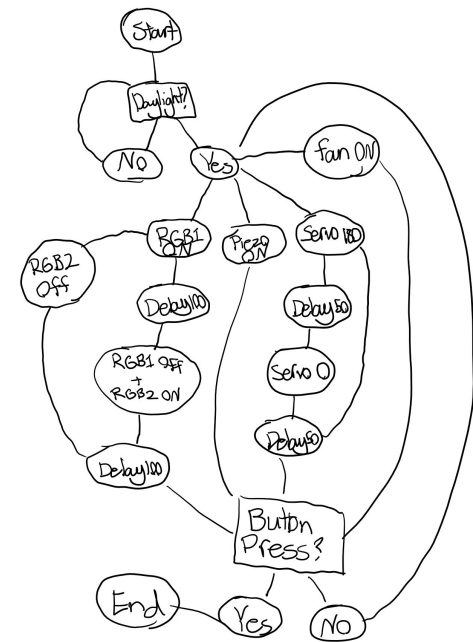 Start
Daylight?
No
Yes
fan ON
RGB1
ON
Piezo
ON
Servo 180
RGB2
Off
Delay100
Delay50
RGB1 Off
+
RGB2 ON
Servo 0
Delay100
Delay50
Button
Press?
End
Yes
No